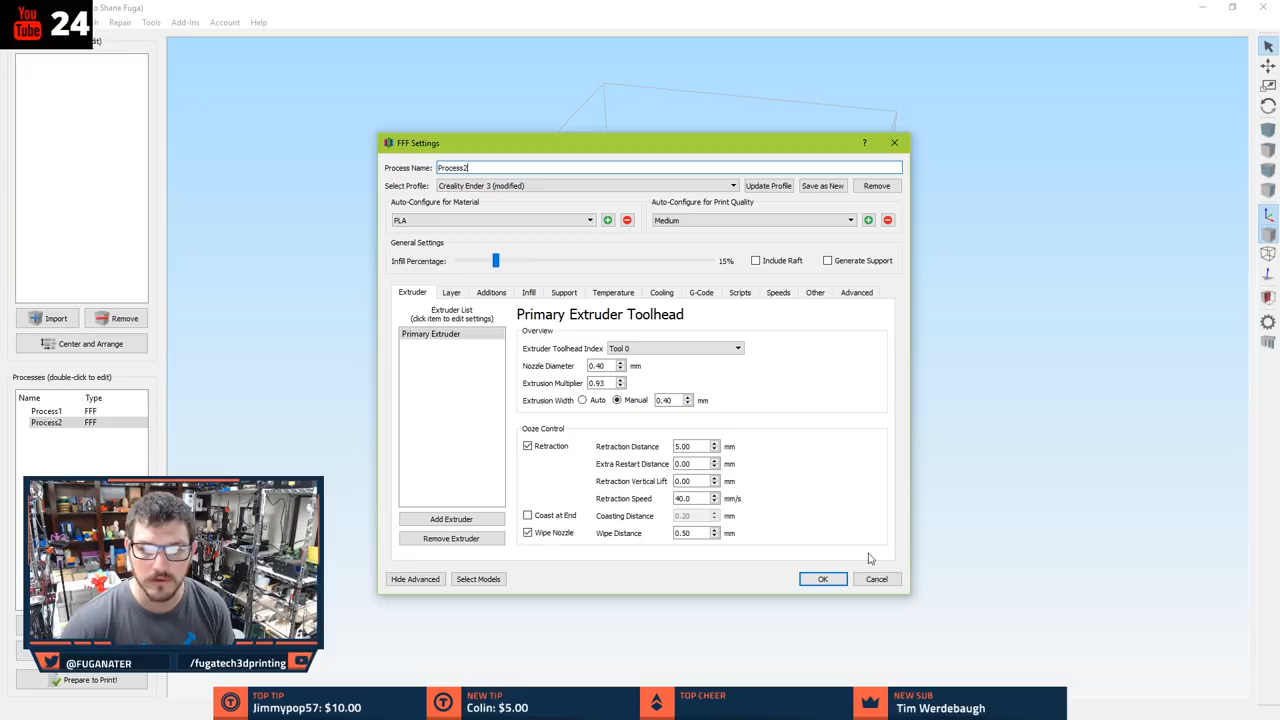 o Shane Fuga)
Repair Tools Add-Ins Account Help
You Tube 24
FFF Settings
Process Name: Process2
Select Profile: Creality Ender 3 (modified) Update Profile Save as New Remove
Auto-Configure for Material Auto-Configure for Print Quality
PLA Medium
General Settings
Infill Percentage: 15% Include Raft Generate Support
Extruder Layer Additions Infill Support Temperature Cooling G-Code Scripts Speeds Other Advanced
Extruder List
(click item to edit settings)
Primary Extruder
Add Extruder
Remove Extruder
Primary Extruder Toolhead
Overview
Extruder Toolhead Index Tool 0
Nozzle Diameter 0.40 mm
Extrusion Multiplier 0.93
Extrusion Width Auto Manual 0.40 mm
Ooze Control
Retraction Retraction Distance 5.00 mm
Extra Restart Distance 0.00 mm
Retraction Vertical Lift 0.00 mm
Retraction Speed 40.0 mm/s
Coast at End Coasting Distance 0.20 mm
Wipe Nozzle Wipe Distance 0.50 mm
Hide Advanced Select Models OK Cancel
Import Remove
Center and Arrange
Processes (double-click to edit)
Name Type
Process1 FFF
Process2 FFF
@FUGANATER /fugatech3dprinting
Prepare to Print!
TOP TIP
Jimmypop57: $10.00
NEW TIP
Colin: $5.00
TOP CHEER
NEW SUB
Tim Werdebaugh